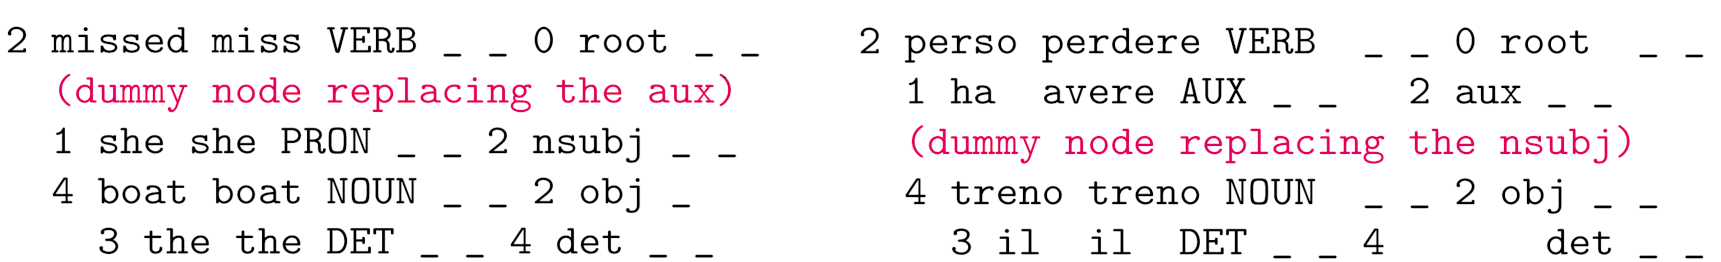 2 missed miss VERB _ _ 0 root _ _
(dummy node replacing the aux)
1 she she PRON _ _ 2 nsubj _ _
4 boat boat NOUN _ _ 2 obj _
3 the the DET _ _ 4 det _ _
2 perso perdere VERB _ _ 0 root _ _
1 ha avere AUX _ _ 2 aux _ _
(dummy node replacing the nsubj)
4 treno treno NOUN _ _ 2 obj _ _
3 il il DET _ _ 4 det _ _